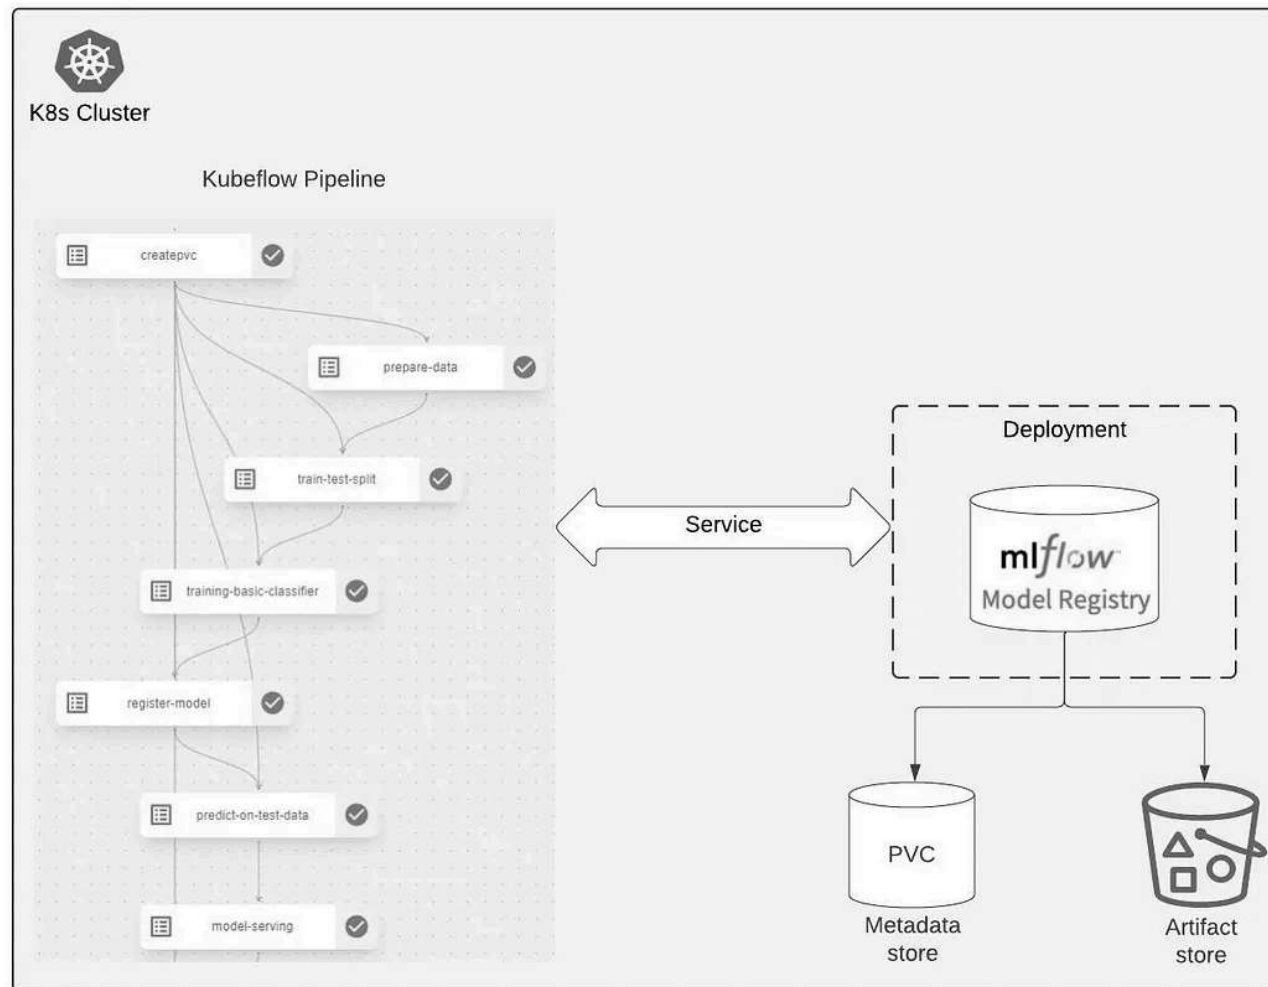 K8s Cluster
Kubeflow Pipeline
createpvc
prepare-data
train-test-split
training-basic-classifier
register-model
predict-on-test-data
model-serving
Service
Deployment
mlflow™
Model Registry
PVC
Metadata
store
Artifact
store